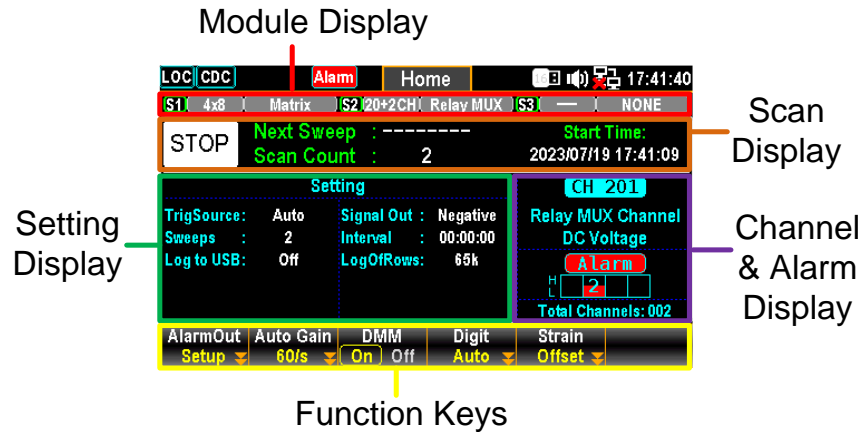 Module Display
LOC CDC Alarm Home 17:41:40
S1 4x8 Matrix S2 20+2CH Relay MUX S3 — NONE
STOP
Next Sweep : --------
Scan Count : 2
Start Time:
2023/07/19 17:41:09
Scan
Display
Setting
TrigSource: Auto Signal Out : Negative
Sweeps : 2 Interval : 00:00:00
Log to USB: Off LogOfRows: 65k
Setting
Display
CH 201
Relay MUX Channel
DC Voltage
Alarm
H
L
2
Total Channels: 002
Channel
& Alarm
Display
AlarmOut Auto Gain DMM Digit Strain
Setup 60/s On Off Auto Offset
Function Keys